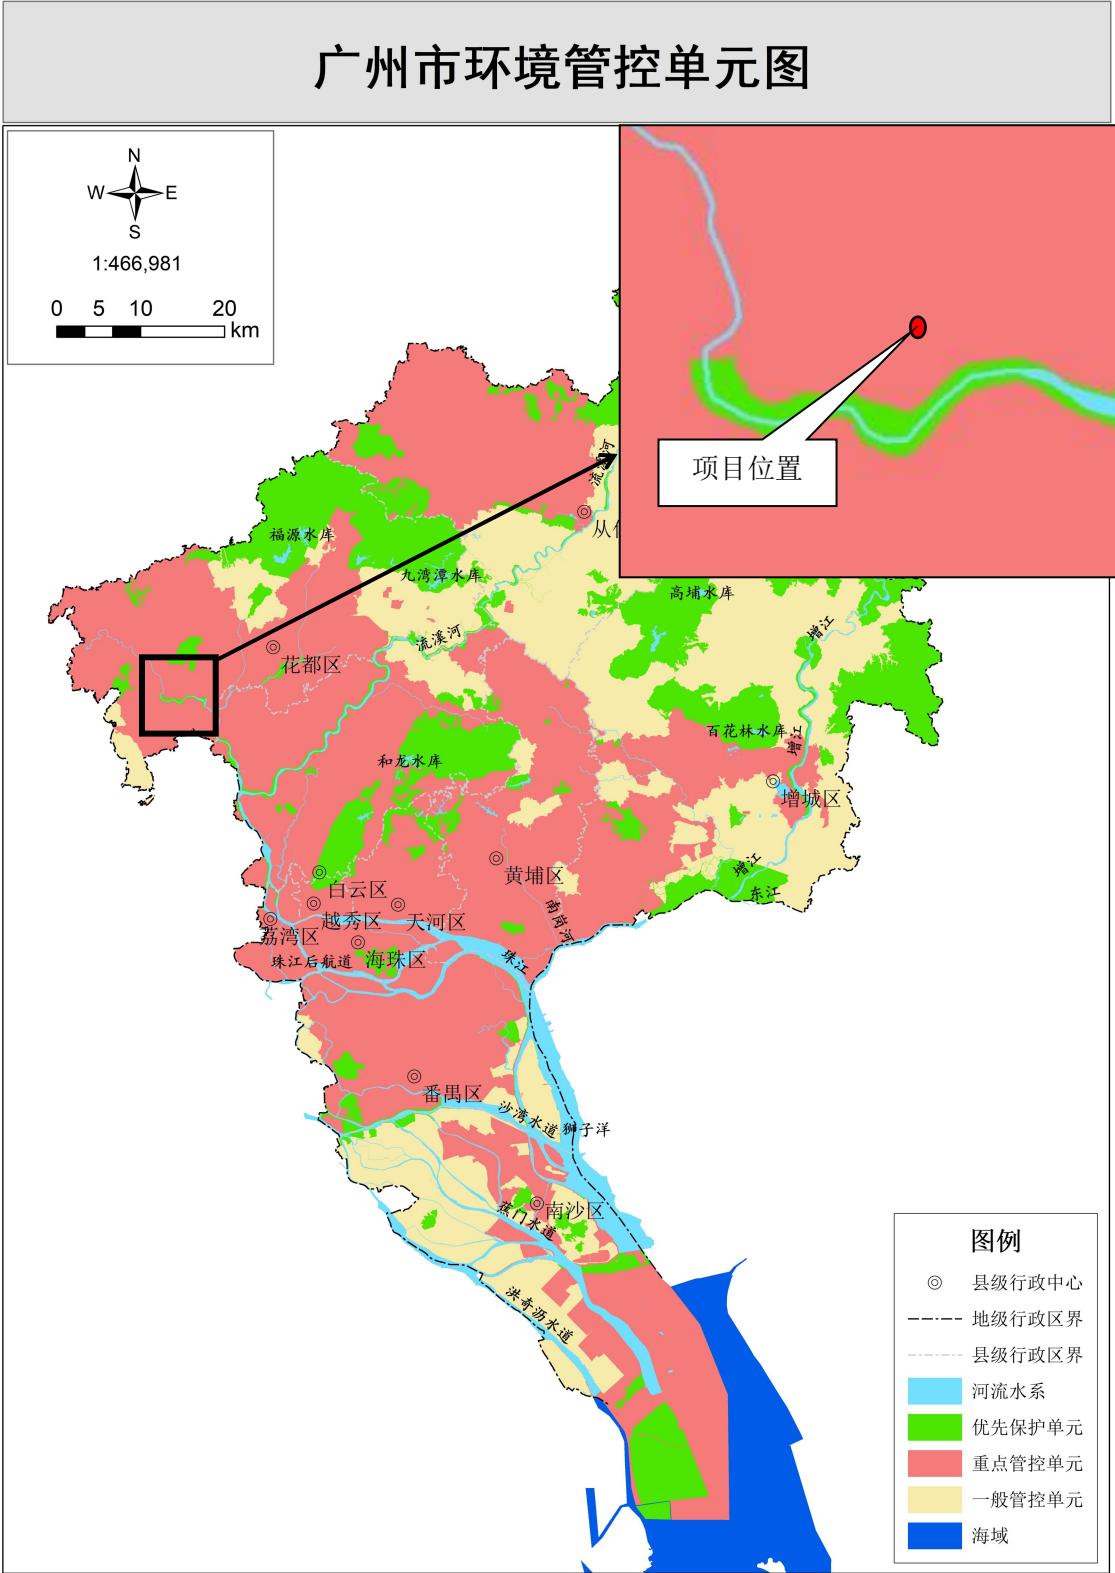 广州市环境管控单元图
N
W E
S
1:466,981
0 5 10 20
km
项目位置
流溪河
从
福源水库
九湾潭水库
高埔水库
增江
流溪河
花都区
百花林水库
增江
和龙水库
增城区
增江
东江
黄埔区
白云区
越秀区
天河区
南岗河
荔湾区
海珠区
珠江后航道
珠江
番禺区
沙湾水道
狮子洋
南沙区
蕉门水道
洪奇沥水道
图例
县级行政中心
地级行政区界
县级行政区界
河流水系
优先保护单元
重点管控单元
一般管控单元
海域